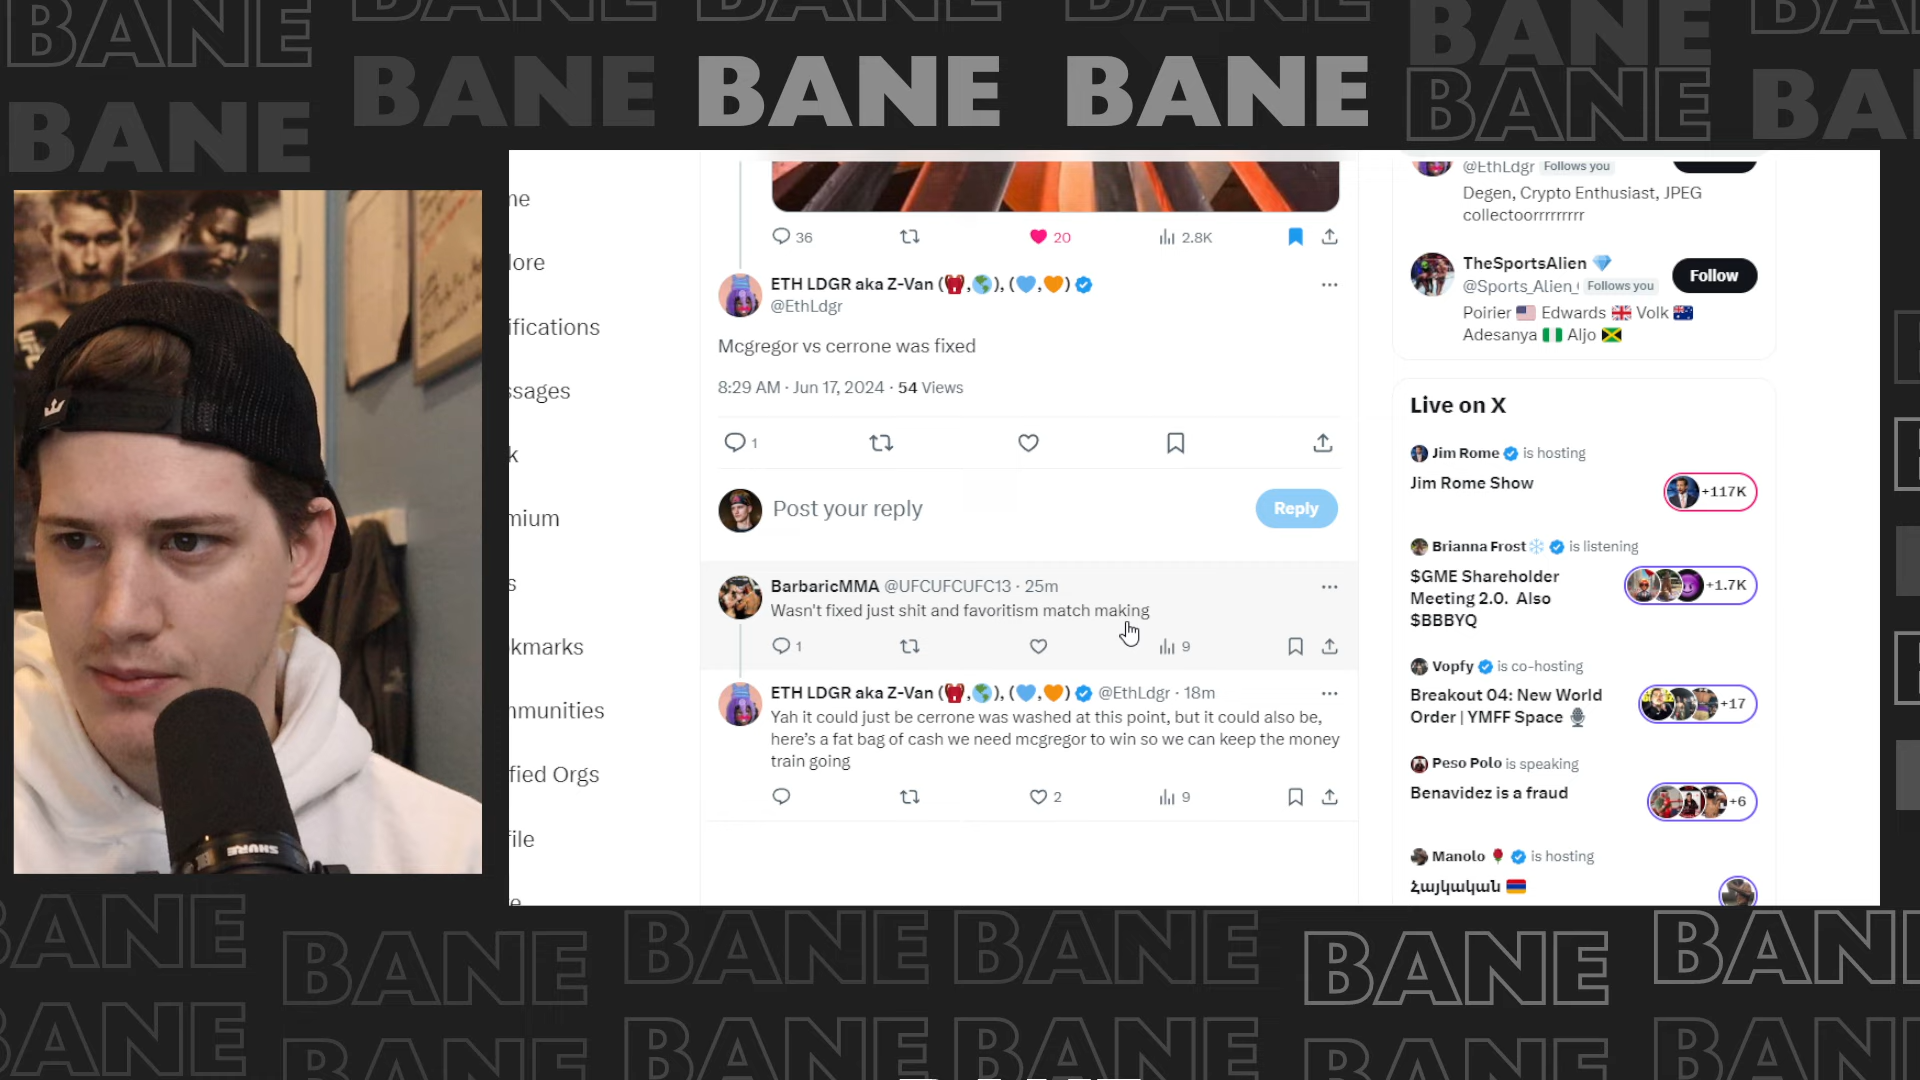 BANE
BANE
BANE
BANE
BANE
BANE
BANE
BANE
BANE
BANE
BANE
me
lore
ifications
ssages
k
mium
s
kmarks
mmunities
fied Orgs
file
e
36
20
2.8K
ETH LDGR aka Z-Van (🦞,🌎), (💙,🧡)
@EthLdgr
Mcgregor vs cerrone was fixed
8:29 AM · Jun 17, 2024 · 54 Views
1
Post your reply
Reply
BarbaricMMA @UFCUFCUFC13 · 25m
Wasn't fixed just shit and favoritism match making
1
9
ETH LDGR aka Z-Van (🦞,🌎), (💙,🧡) @EthLdgr · 18m
Yah it could just be cerrone was washed at this point, but it could also be,
here's a fat bag of cash we need mcgregor to win so we can keep the money
train going
2
9
@EthLdgr Follows you
Degen, Crypto Enthusiast, JPEG
collectoorrrrrrrrr
TheSportsAlien 💎
@Sports_Alien_ Follows you
Follow
Poirier 🇺🇸 Edwards 🇬🇧 Volk 🇦🇺
Adesanya 🇳🇬 Aljo 🇯🇲
Live on X
Jim Rome is hosting
Jim Rome Show
+117K
Brianna Frost❄️ is listening
$GME Shareholder
Meeting 2.0. Also
$BBBYQ
+1.7K
Vopfy is co-hosting
Breakout 04: New World
Order | YMFF Space 🎙️
+17
Peso Polo is speaking
Benavidez is a fraud
+6
Manolo 🌹 is hosting
Հայկական 🇦🇲
SHURE
BANE
BANE
BANE
BANE
BANE
BANE
BANE
BANE
BANE
BANE
BANE
BANE